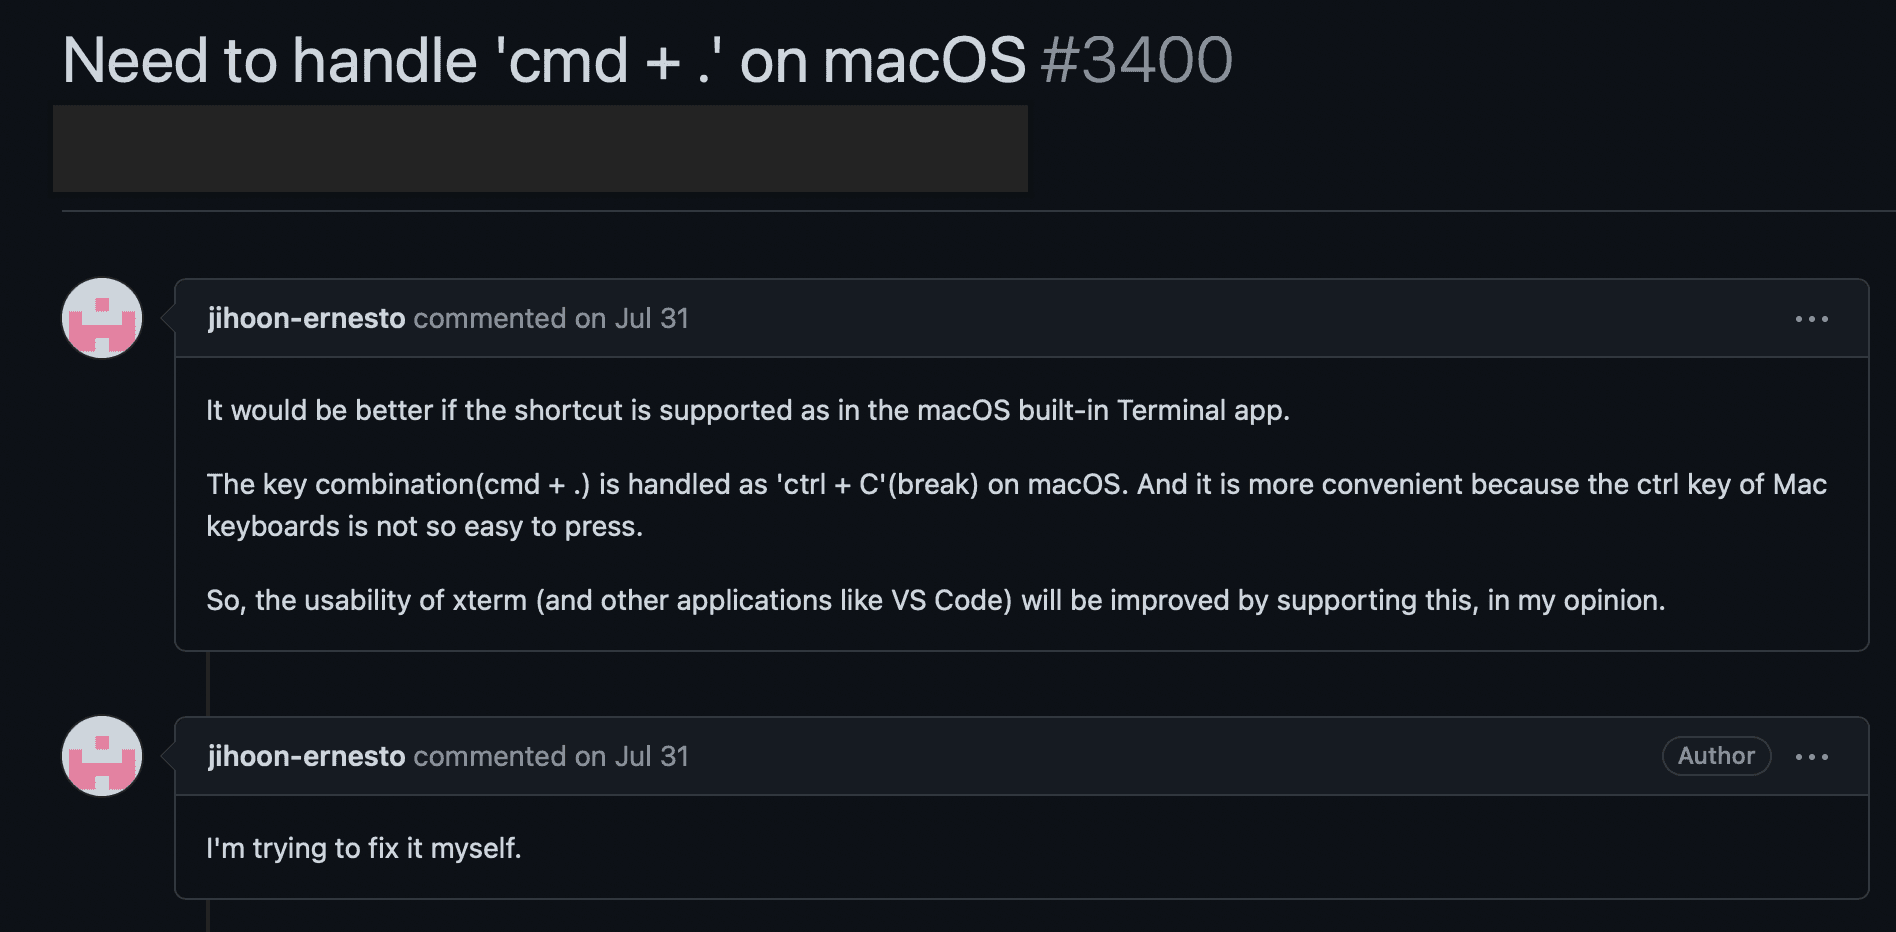 Need to handle 'cmd + .' on macOS #3400
jihoon-ernesto commented on Jul 31
It would be better if the shortcut is supported as in the macOS built-in Terminal app.
The key combination(cmd + .) is handled as 'ctrl + C'(break) on macOS. And it is more convenient because the ctrl key of Mac
keyboards is not so easy to press.
So, the usability of xterm (and other applications like VS Code) will be improved by supporting this, in my opinion.
jihoon-ernesto commented on Jul 31 Author
I'm trying to fix it myself.